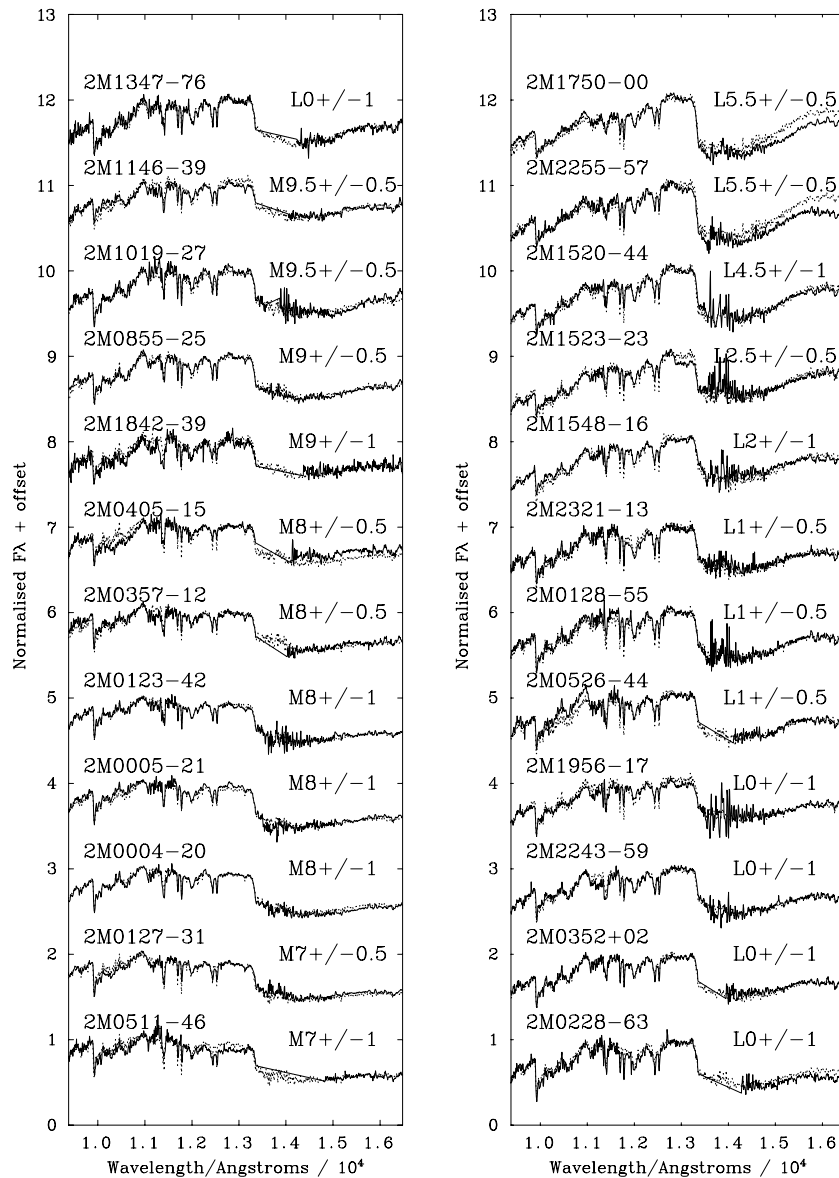 13
2M1347−76
12
L0+/−1
2M1146−39
11
M9.5+/−0.5
2M1019−27
10
M9.5+/−0.5
2M0855−25
9
M9+/−0.5
2M1842−39
8
M9+/−1
2M0405−15
7
M8+/−0.5
2M0357−12
6
M8+/−0.5
2M0123−42
5
M8+/−1
2M0005−21
4
M8+/−1
2M0004−20
3
M8+/−1
2M0127−31
2
M7+/−0.5
2M0511−46
1
M7+/−1
0
Normalised Fλ + offset
1.0 1.1 1.2 1.3 1.4 1.5 1.6
Wavelength/Angstroms / 10⁴
13
2M1750−00
12
L5.5+/−0.5
2M2255−57
11
L5.5+/−0.5
2M1520−44
10
L4.5+/−1
2M1523−23
9
L2.5+/−0.5
2M1548−16
8
L2+/−1
2M2321−13
7
L1+/−0.5
2M0128−55
6
L1+/−0.5
2M0526−44
5
L1+/−0.5
2M1956−17
4
L0+/−1
2M2243−59
3
L0+/−1
2M0352+02
2
L0+/−1
2M0228−63
1
L0+/−1
0
Normalised Fλ + offset
1.0 1.1 1.2 1.3 1.4 1.5 1.6
Wavelength/Angstroms / 10⁴